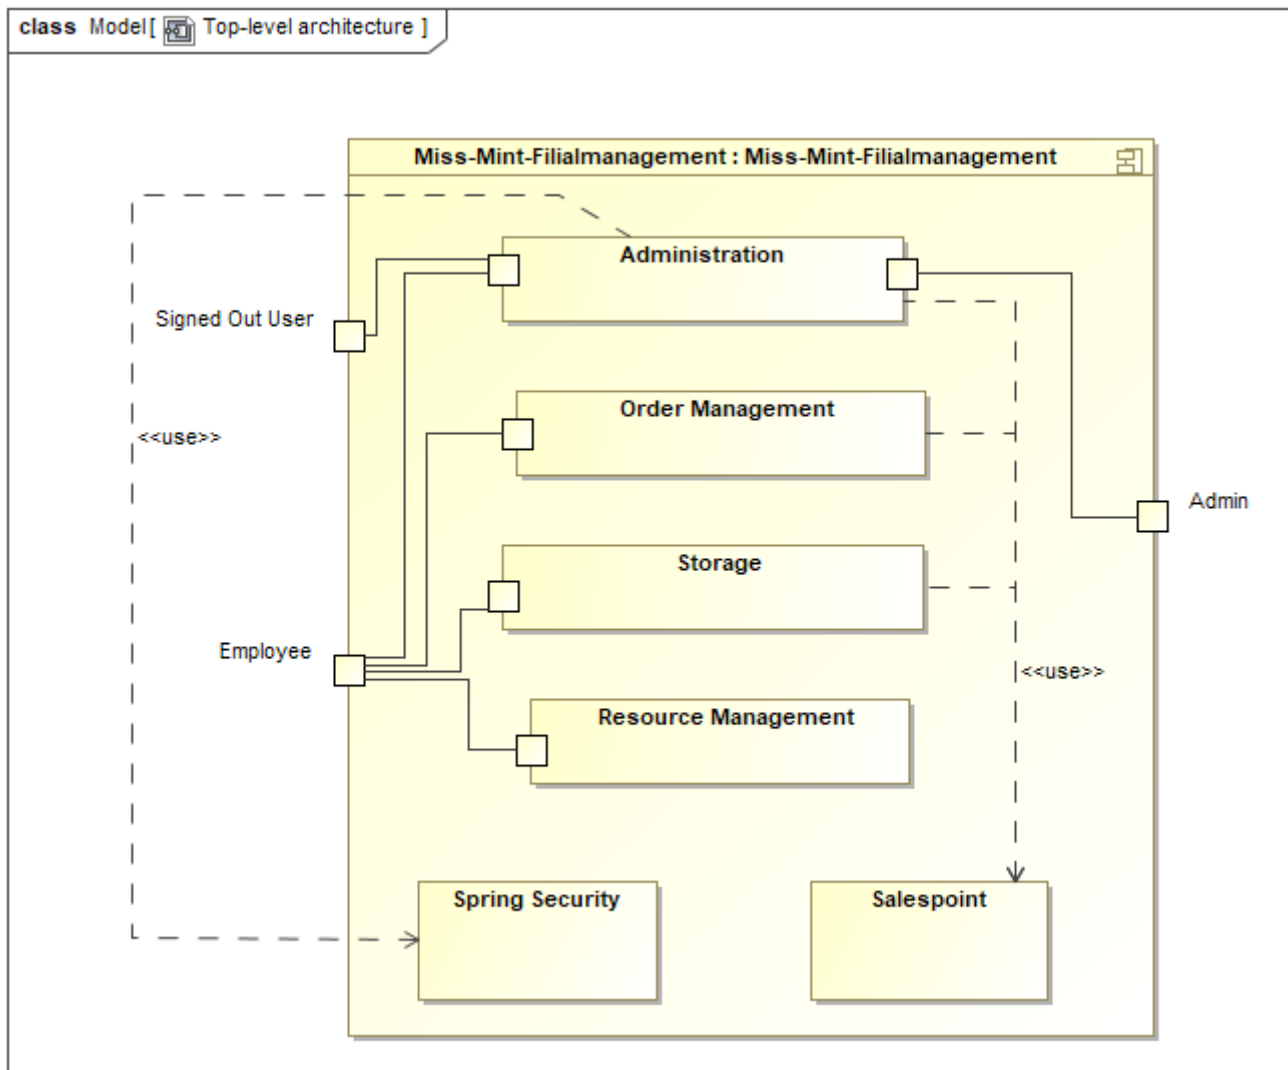 class Model[ Top-level architecture ]
Miss-Mint-Filialmanagement : Miss-Mint-Filialmanagement
Administration
Signed Out User
Order Management
<<use>>
Admin
Storage
Employee
<<use>>
Resource Management
Spring Security
Salespoint